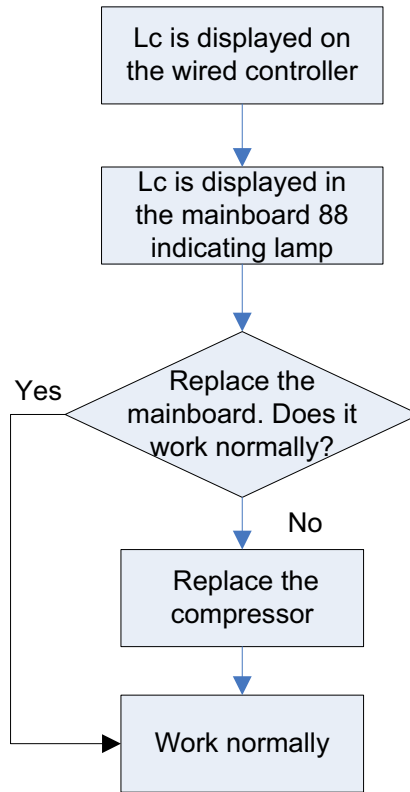 Lc is displayed on
the wired controller
Lc is displayed in
the mainboard 88
indicating lamp
Yes
Replace the
mainboard. Does it
work normally?
No
Replace the
compressor
Work normally